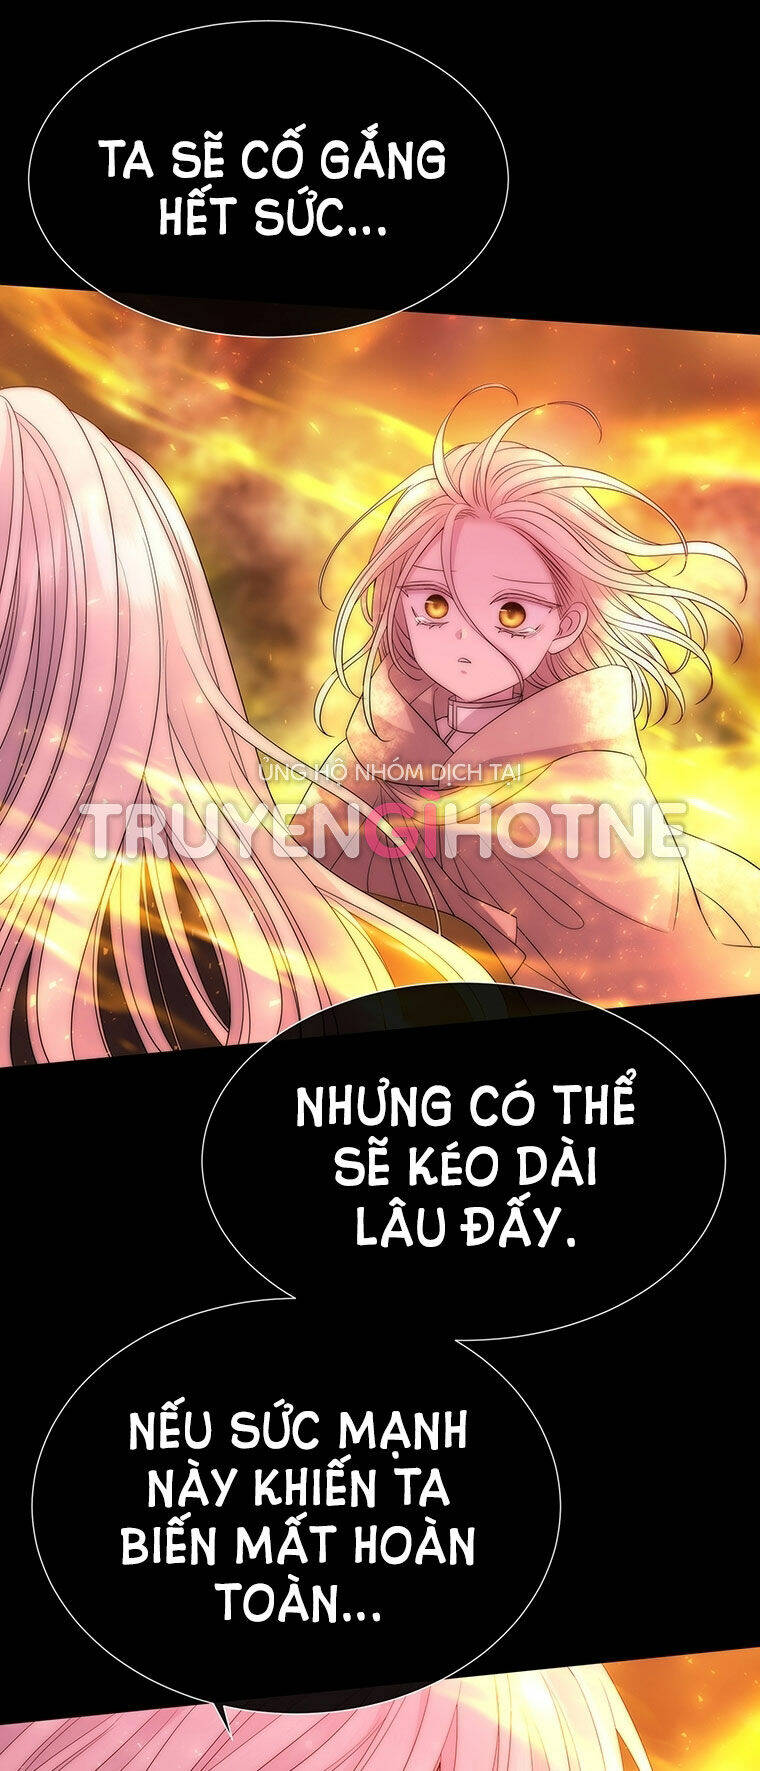 TA SẼ CỐ GẮNG
HẾT SỨC...
ỦNG HỘ NHÓM DỊCH TẠI
TRUYENGIHOTNE
NHƯNG CÓ THỂ
SẼ KÉO DÀI
LÂU ĐẤY.
NẾU SỨC MẠNH
NÀY KHIẾN TA
BIẾN MẤT HOÀN
TOÀN...